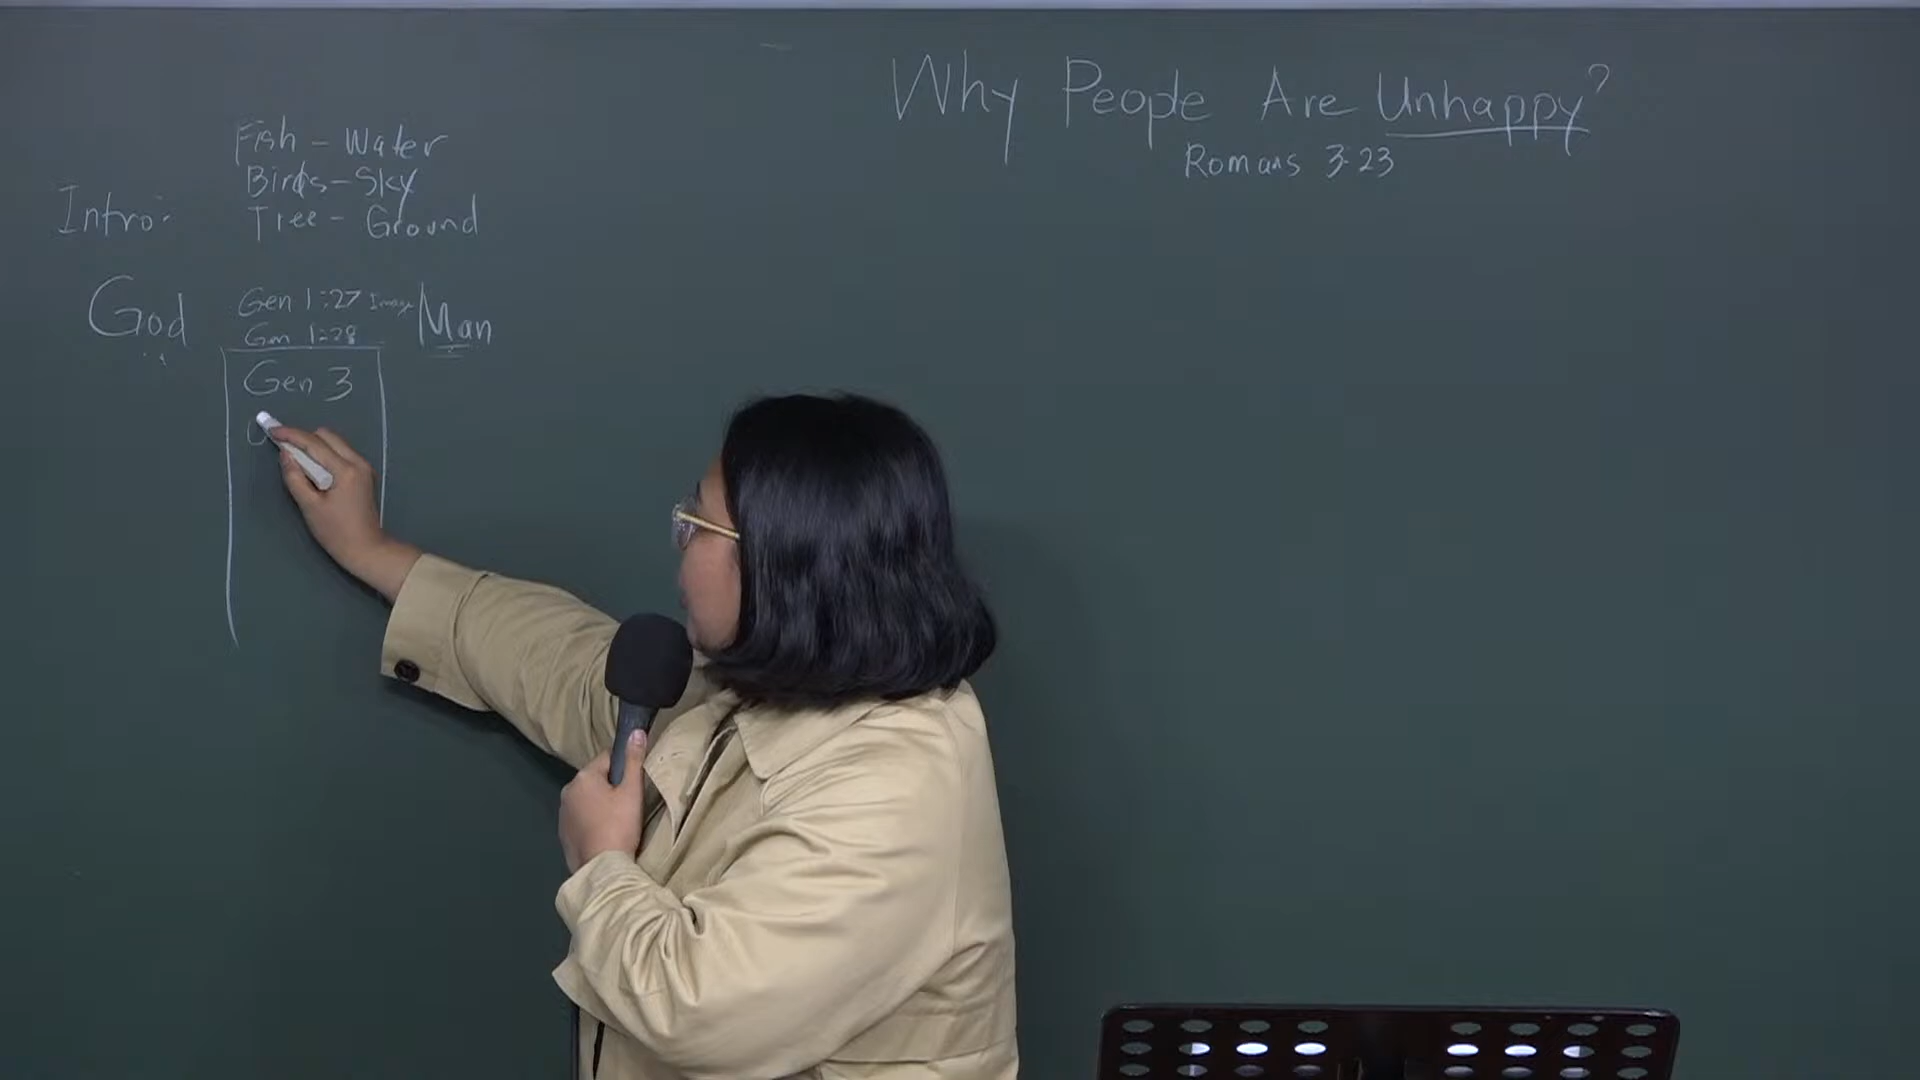 Why People Are Unhappy?
Romans 3:23
Fish - Water
Birds - Sky
Intro: Tree - Ground
God Gen 1:27 Image Man
Gen 1:28
Gen 3